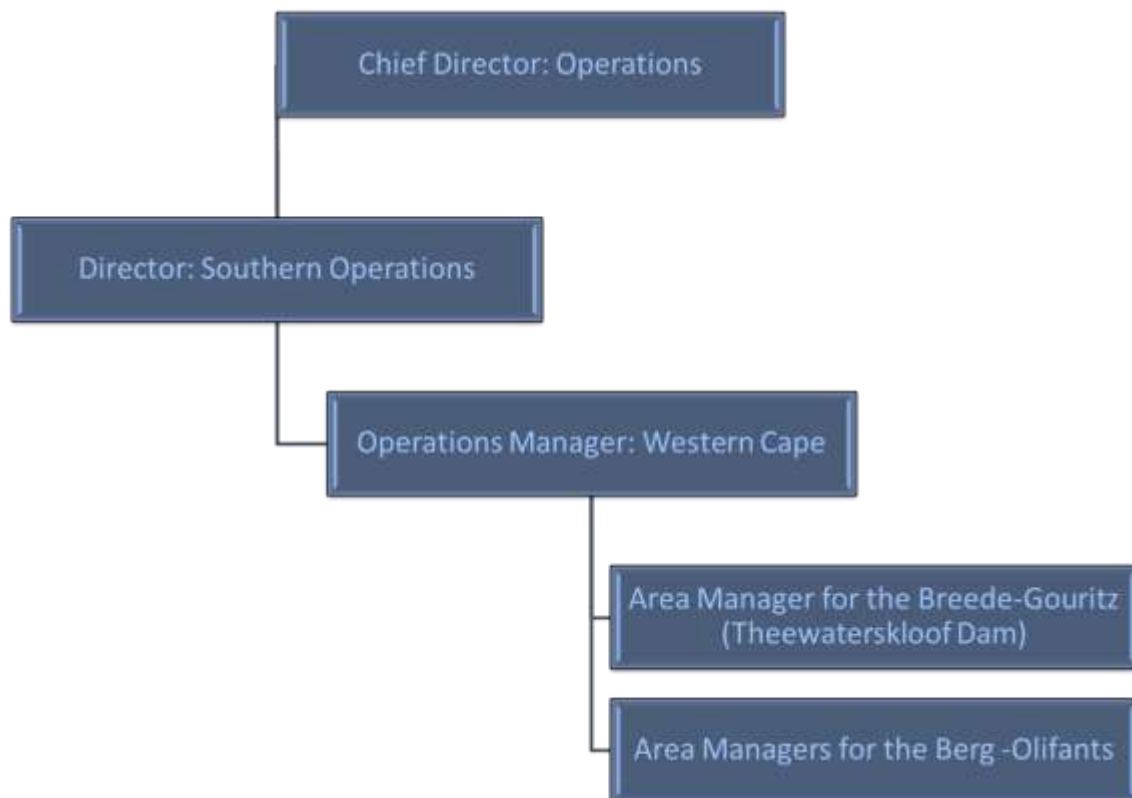 Chief Director: Operations
Director: Southern Operations
Operations Manager: Western Cape
Area Manager for the Breede-Gouritz
(Theewaterskloof Dam)
Area Managers for the Berg -Olifants